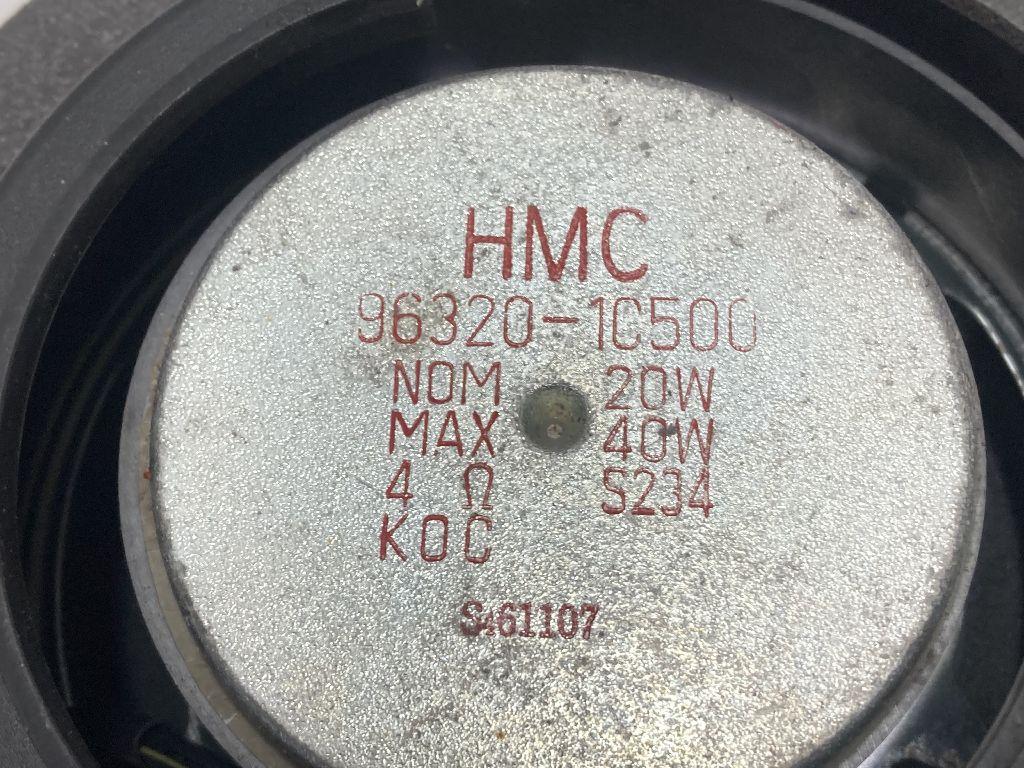 HMC
96320-1C500
NOM 20W
MAX 40W
4 Ω S234
KOC
S461107